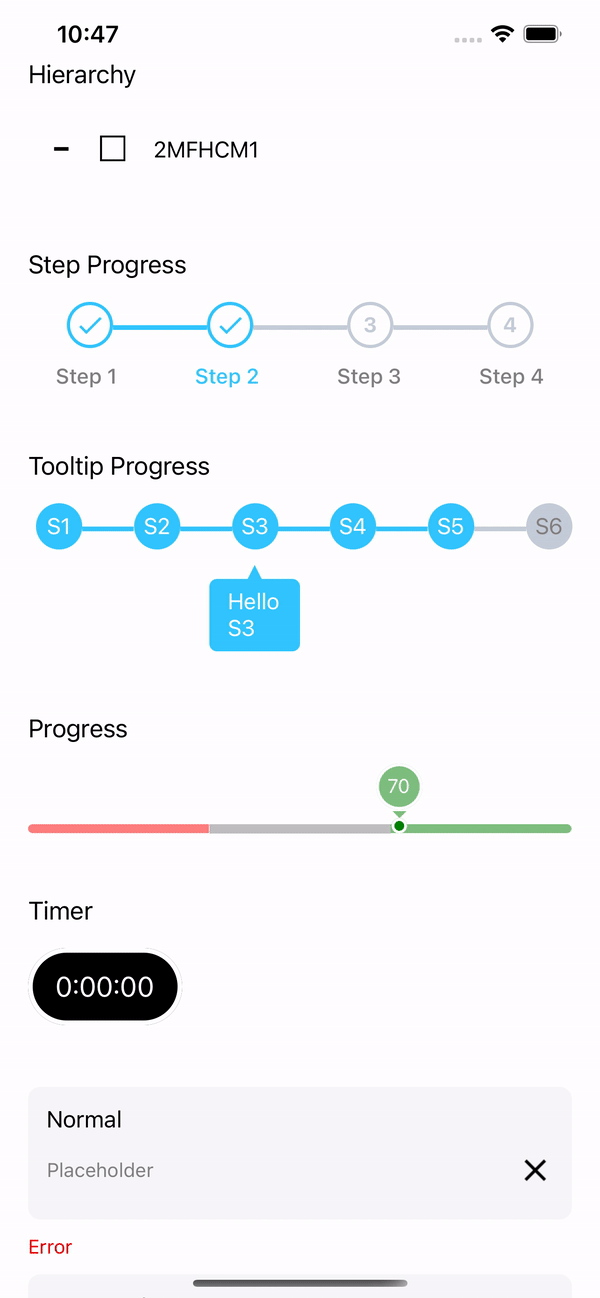 10:47
Hierarchy
2MFHCM1
Step Progress
3 4
Step 1 Step 2 Step 3 Step 4
Tooltip Progress
S1 S2 S3 S4 S5 S6
Hello
S3
Progress
70
Timer
0:00:00
Normal
Placeholder
Error